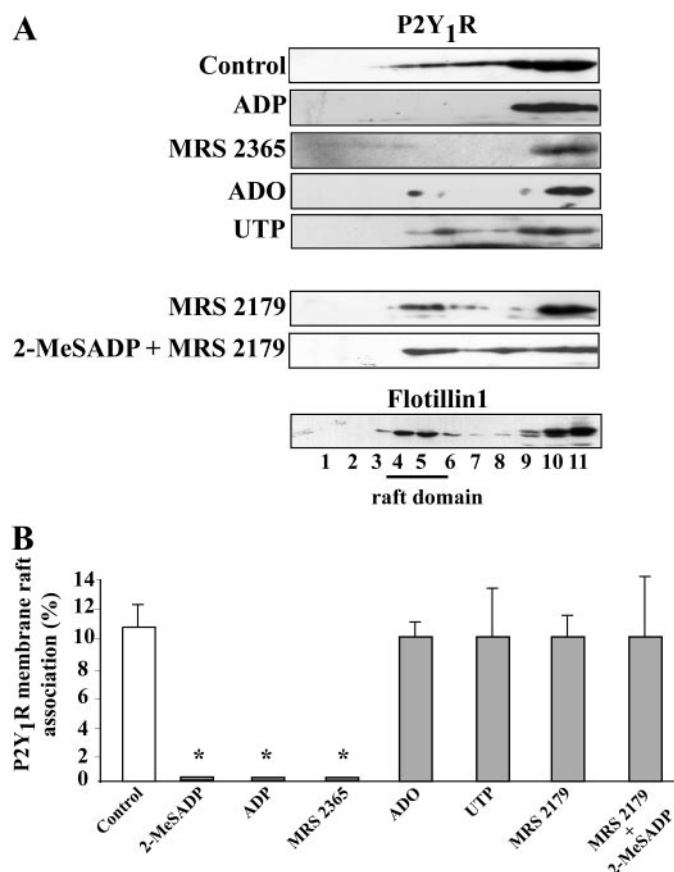 A
P2Y1R
Control
ADP
MRS 2365
ADO
UTP
MRS 2179
2-MeSADP + MRS 2179
Flotillin1
1 2 3 4 5 6 7 8 9 10 11
raft domain
B
P2Y1R membrane raft
association (%)
14
12
10
8
6
4
2
0
*
*
*
Control
2-MeSADP
ADP
MRS 2365
ADO
UTP
MRS 2179
MRS 2179
+
2-MeSADP